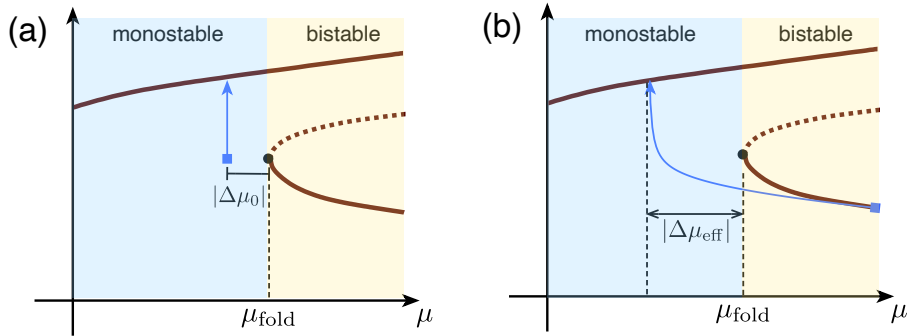 (a)
monostable
bistable
|Δμ₀|
μ_fold
μ
(b)
monostable
bistable
|Δμ_eff|
μ_fold
μ